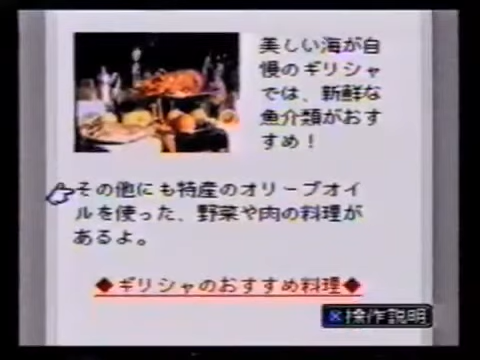 美しい海が自
慢のギリシャ
では、新鮮な
魚介類がおす
すめ！
その他にも特産のオリーブオイ
ルを使った、野菜や肉の料理が
あるよ。
◆ギリシャのおすすめ料理◆
×操作説明